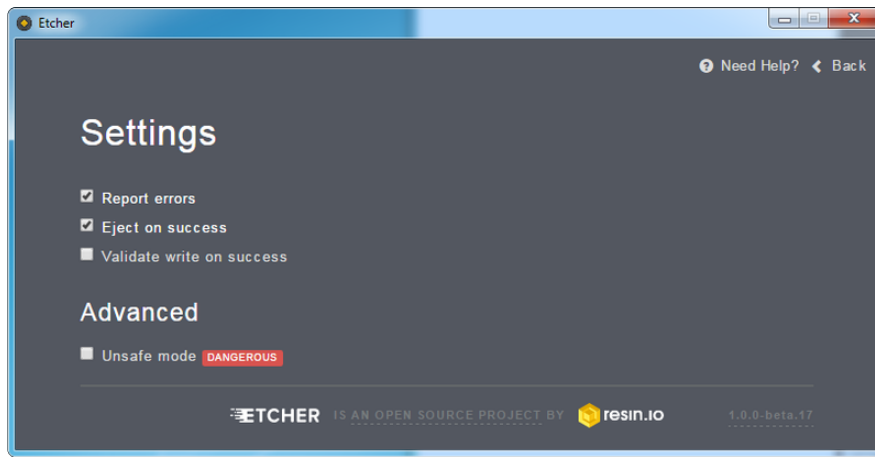 Etcher
Need Help? Back
Settings
Report errors
Eject on success
Validate write on success
Advanced
Unsafe mode DANGEROUS
ETCHER IS AN OPEN SOURCE PROJECT BY resin.io 1.0.0-beta.17